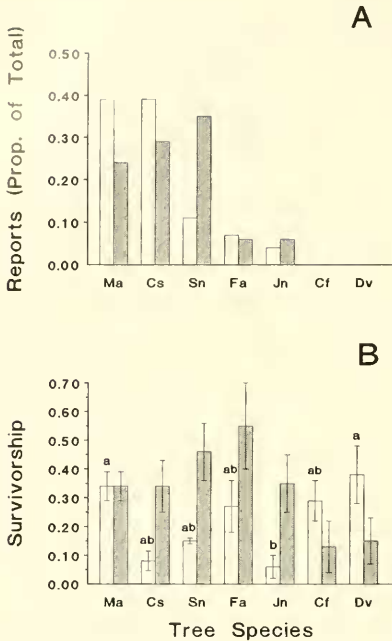 A
Reports (Prop. of Total)
0.50
0.40
0.30
0.20
0.10
0.00
Ma Cs Sn Fa Jn Cf Dv
B
Survivorship
0.70
0.60
0.50
0.40
0.30
0.20
0.10
0.00
a ab ab ab b ab a
Ma Cs Sn Fa Jn Cf Dv
Tree Species